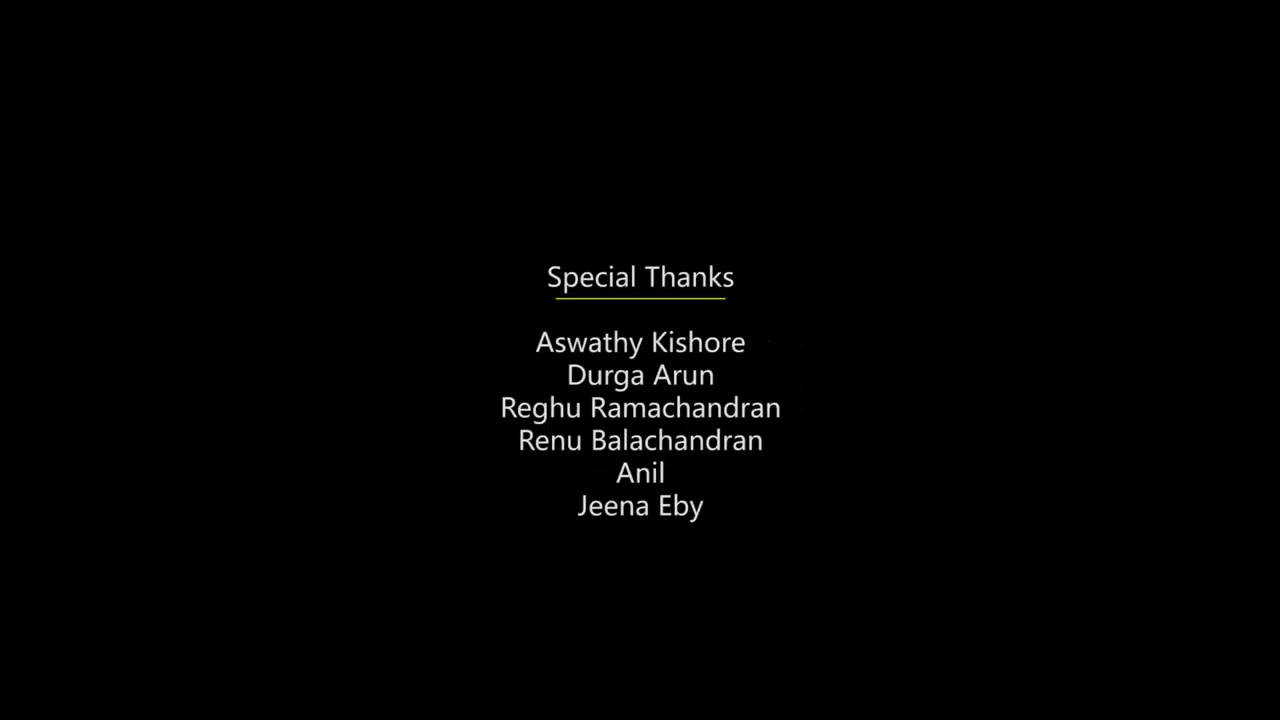 Special Thanks
Aswathy Kishore
Durga Arun
Reghu Ramachandran
Renu Balachandran
Anil
Jeena Eby